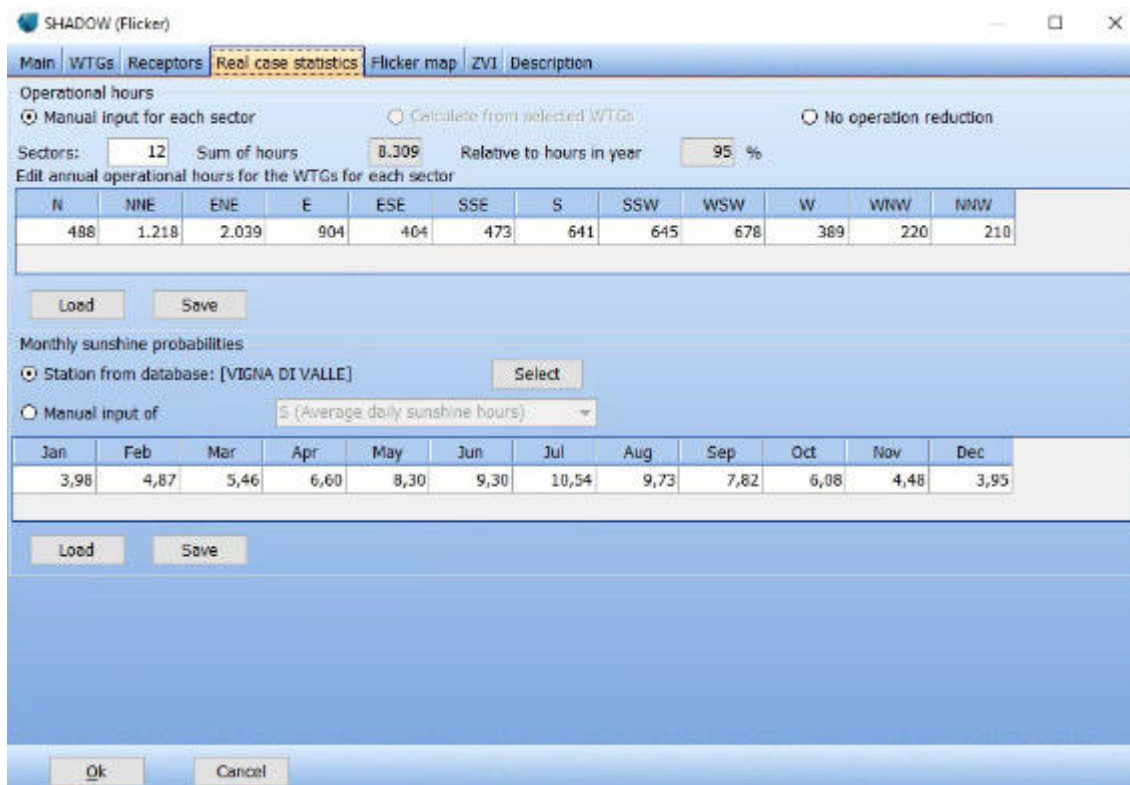 SHADOW (Flicker)
Main WTGs Receptors Real case statistics Flicker map ZVI Description
Operational hours
Manual input for each sector Calculate from selected WTGs No operation reduction
Sectors: 12 Sum of hours 8.309 Relative to hours in year 95 %
Edit annual operational hours for the WTGs for each sector
N NNE ENE E ESE SSE S SSW WSW W WNW NNW
488 1.218 2.039 904 404 473 641 645 678 389 220 210
Load Save
Monthly sunshine probabilities
Station from database: [VIGNA DI VALLE] Select
Manual input of S (Average daily sunshine hours)
Jan Feb Mar Apr May Jun Jul Aug Sep Oct Nov Dec
3,98 4,87 5,46 6,60 8,30 9,30 10,54 9,73 7,82 6,08 4,48 3,95
Load Save
Ok Cancel